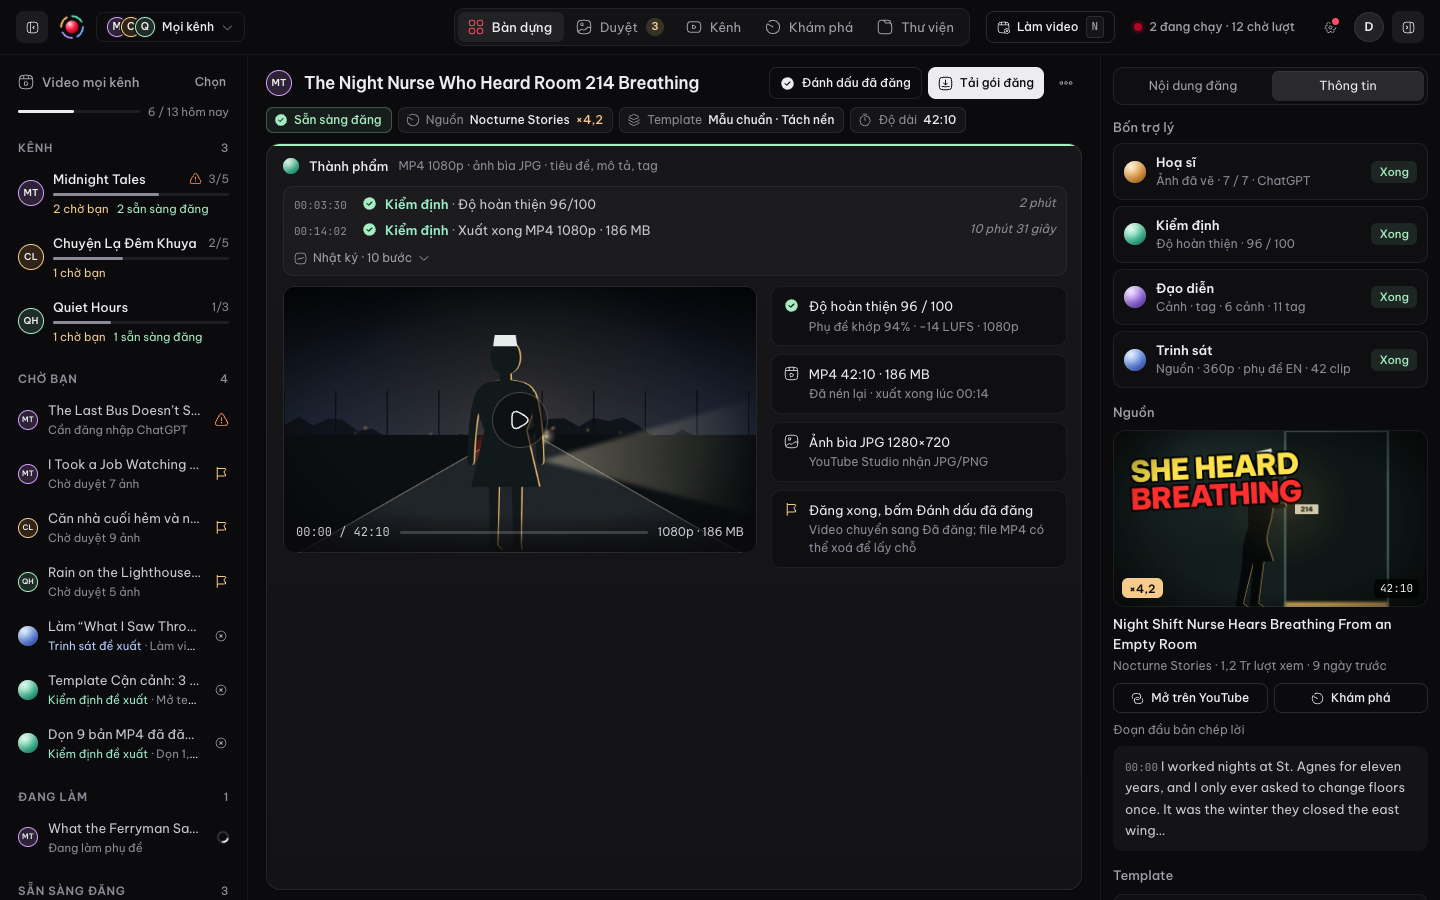 M C Q Mọi kênh
Bàn dựng
Duyệt 3
Kênh
Khám phá
Thư viện
Làm video N
2 đang chạy · 12 chờ lượt
D
Video mọi kênh Chọn
6 / 13 hôm nay
KÊNH 3
MT Midnight Tales 3/5
2 chờ bạn 2 sẵn sàng đăng
CL Chuyện Lạ Đêm Khuya 2/5
1 chờ bạn
QH Quiet Hours 1/3
1 chờ bạn 1 sẵn sàng đăng
CHỜ BẠN 4
MT The Last Bus Doesn't S...
Cần đăng nhập ChatGPT
MT I Took a Job Watching ...
Chờ duyệt 7 ảnh
CL Căn nhà cuối hẻm và n...
Chờ duyệt 9 ảnh
QH Rain on the Lighthouse...
Chờ duyệt 5 ảnh
Làm “What I Saw Thro...
Trinh sát đề xuất · Làm vi...
Template Cận cảnh: 3 ...
Kiểm định đề xuất · Mở te...
Dọn 9 bản MP4 đã đă...
Kiểm định đề xuất · Dọn 1,...
ĐANG LÀM 1
MT What the Ferryman Sa...
Đang làm phụ đề
SẴN SÀNG ĐĂNG 3
MT The Night Nurse Who Heard Room 214 Breathing
Đánh dấu đã đăng
Tải gói đăng
Sẵn sàng đăng
Nguồn Nocturne Stories ×4,2
Template Mẫu chuẩn · Tách nền
Độ dài 42:10
Thành phẩm MP4 1080p · ảnh bìa JPG · tiêu đề, mô tả, tag
00:03:30 Kiểm định · Độ hoàn thiện 96/100 2 phút
00:14:02 Kiểm định · Xuất xong MP4 1080p · 186 MB 10 phút 31 giây
Nhật ký · 10 bước
00:00 / 42:10 1080p · 186 MB
Độ hoàn thiện 96 / 100
Phụ đề khớp 94% · −14 LUFS · 1080p
MP4 42:10 · 186 MB
Đã nén lại · xuất xong lúc 00:14
Ảnh bìa JPG 1280×720
YouTube Studio nhận JPG/PNG
Đăng xong, bấm Đánh dấu đã đăng
Video chuyển sang Đã đăng; file MP4 có
thể xoá để lấy chỗ
Nội dung đăng Thông tin
Bốn trợ lý
Hoạ sĩ
Ảnh đã vẽ · 7 / 7 · ChatGPT
Xong
Kiểm định
Độ hoàn thiện · 96 / 100
Xong
Đạo diễn
Cảnh · tag · 6 cảnh · 11 tag
Xong
Trinh sát
Nguồn · 360p · phụ đề EN · 42 clip
Xong
Nguồn
SHE HEARD
BREATHING
214
×4,2 42:10
Night Shift Nurse Hears Breathing From an
Empty Room
Nocturne Stories · 1,2 Tr lượt xem · 9 ngày trước
Mở trên YouTube
Khám phá
Đoạn đầu bản chép lời
00:00 I worked nights at St. Agnes for eleven
years, and I only ever asked to change floors
once. It was the winter they closed the east
wing…
Template